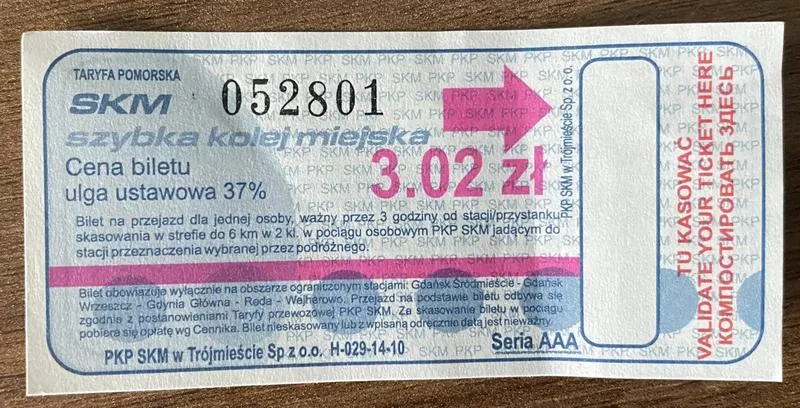 TARYFA POMORSKA
SKM 052801
szybka kolej miejska
Cena biletu
ulga ustawowa 37%
3.02 zł
Bilet na przejazd dla jednej osoby, ważny przez 3 godziny od stacji/przystanku
skasowania w strefie do 6 km w 2 kl. w pociągu osobowym PKP SKM jadącym do
stacji przeznaczenia wybranej przez podróżnego.
Bilet obowiązuje wyłącznie na obszarze ograniczonym stacjami: Gdańsk Śródmieście - Gdańsk
Wrzeszcz - Gdynia Główna - Reda - Wejherowo. Przejazd na podstawie biletu odbywa się
zgodnie z postanowieniami Taryfy przewozowej PKP SKM. Za skasowanie biletu w pociągu
pobiera się opłatę wg Cennika. Bilet nieskasowany lub z wpisaną odręcznie datą jest nieważny.
PKP SKM w Trójmieście Sp z o.o. H-029-14-10 Seria AAA
PKP SKM w Trójmieście Sp. z o.o.
TU KASOWAĆ
VALIDATE YOUR TICKET HERE
КОМПОСТИРОВАТЬ ЗДЕСЬ